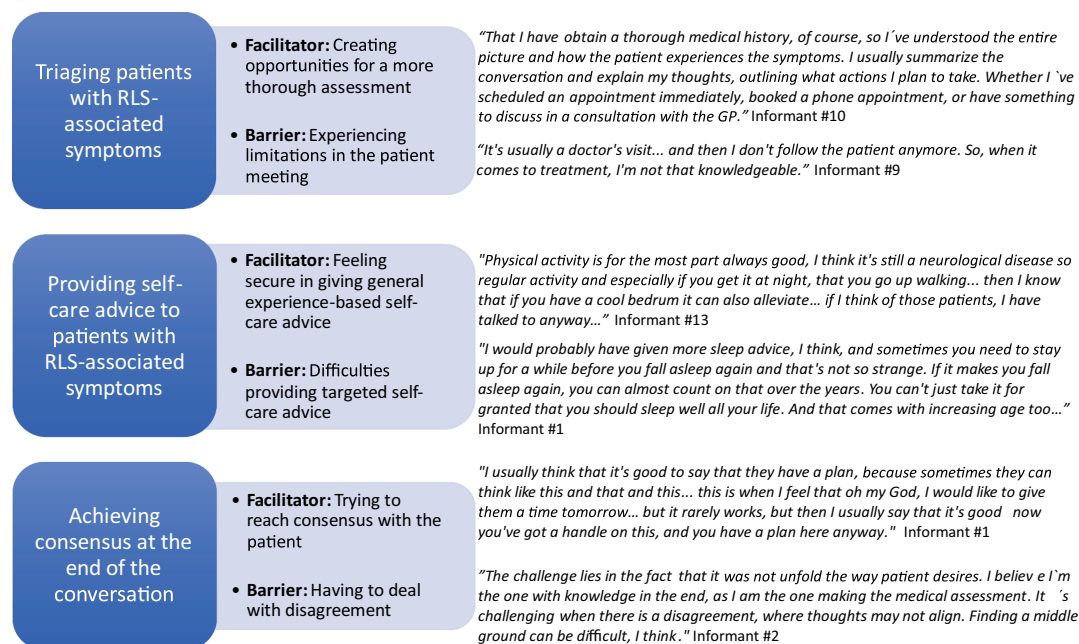 Triaging patients
with RLS-
associated
symptoms
• Facilitator: Creating
opportunities for a more
thorough assessment
• Barrier: Experiencing
limitations in the patient
meeting
“That I have obtain a thorough medical history, of course, so I´ve understood the entire
picture and how the patient experiences the symptoms. I usually summarize the
conversation and explain my thoughts, outlining what actions I plan to take. Whether I `ve
scheduled an appointment immediately, booked a phone appointment, or have something
to discuss in a consultation with the GP.” Informant #10
“It's usually a doctor's visit... and then I don't follow the patient anymore. So, when it
comes to treatment, I'm not that knowledgeable.” Informant #9
Providing self-
care advice to
patients with
RLS-associated
symptoms
• Facilitator: Feeling
secure in giving general
experience-based self-
care advice
• Barrier: Difficulties
providing targeted self-
care advice
"Physical activity is for the most part always good, I think it's still a neurological disease so
regular activity and especially if you get it at night, that you go up walking... then I know
that if you have a cool bedrum it can also alleviate… if I think of those patients, I have
talked to anyway…” Informant #13
"I would probably have given more sleep advice, I think, and sometimes you need to stay
up for a while before you fall asleep again and that's not so strange. If it makes you fall
asleep again, you can almost count on that over the years. You can't just take it for
granted that you should sleep well all your life. And that comes with increasing age too…”
Informant #1
Achieving
consensus at the
end of the
conversation
• Facilitator: Trying to
reach consensus with the
patient
• Barrier: Having to deal
with disagreement
"I usually think that it's good to say that they have a plan, because sometimes they can
think like this and that and this... this is when I feel that oh my God, I would like to give
them a time tomorrow… but it rarely works, but then I usually say that it's good now
you've got a handle on this, and you have a plan here anyway." Informant #1
”The challenge lies in the fact that it was not unfold the way patient desires. I believ e I`m
the one with knowledge in the end, as I am the one making the medical assessment. It ´s
challenging when there is a disagreement, where thoughts may not align. Finding a middle
ground can be difficult, I think." Informant #2